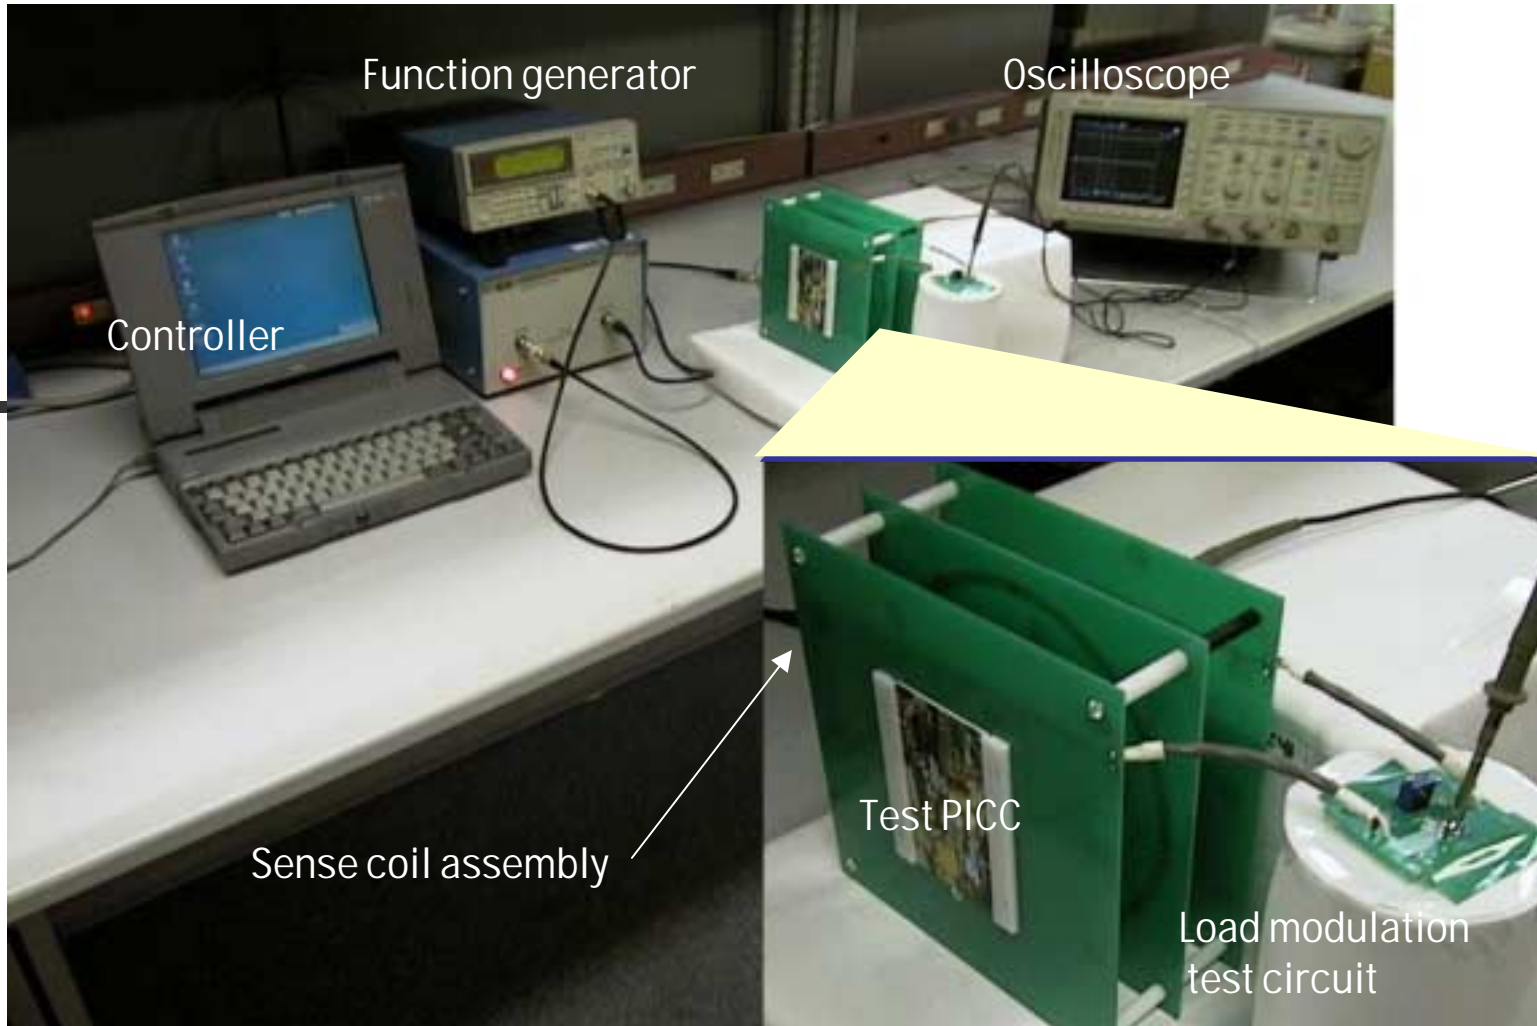 Function generator
Oscilloscope
Controller
Test PICC
Sense coil assembly
Load modulation
test circuit